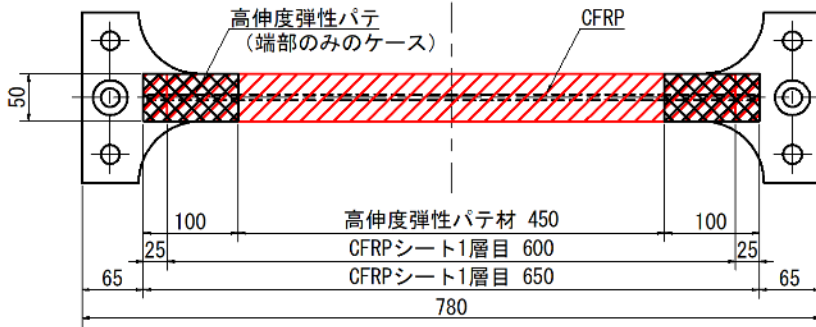 高伸度弾性パテ
（端部のみのケース）
CFRP
50
100
高伸度弾性パテ材 450
100
25
CFRPシート1層目 600
25
65
CFRPシート1層目 650
65
780